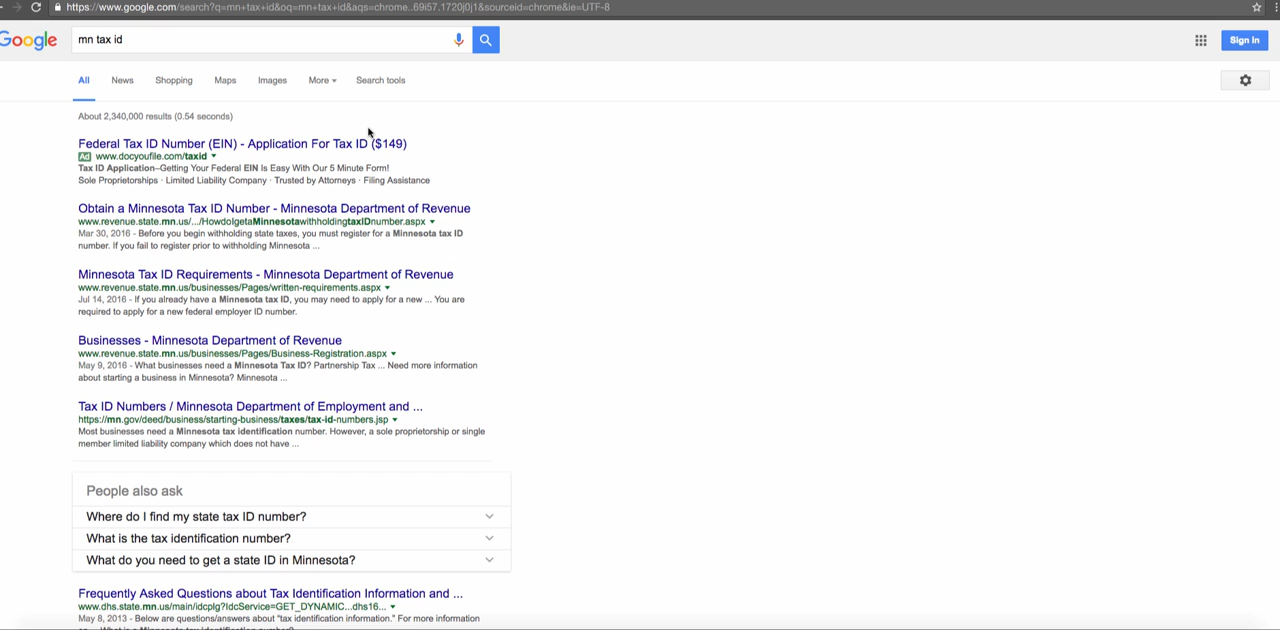 https://www.google.com/search?q=mn+tax+id&oq=mn+tax+id&aqs=chrome..69i57.1720j0j1&sourceid=chrome&ie=UTF-8
Google mn tax id Sign In
All News Shopping Maps Images More Search tools
About 2,340,000 results (0.54 seconds)
Federal Tax ID Number (EIN) - Application For Tax ID ($149)
Ad www.docyoufile.com/taxid
Tax ID Application–Getting Your Federal EIN Is Easy With Our 5 Minute Form!
Sole Proprietorships · Limited Liability Company · Trusted by Attorneys · Filing Assistance
Obtain a Minnesota Tax ID Number - Minnesota Department of Revenue
www.revenue.state.mn.us/.../HowdoIgetaMinnesotawithholdingtaxIDnumber.aspx
Mar 30, 2016 - Before you begin withholding state taxes, you must register for a Minnesota tax ID
number. If you fail to register prior to withholding Minnesota ...
Minnesota Tax ID Requirements - Minnesota Department of Revenue
www.revenue.state.mn.us/businesses/Pages/written-requirements.aspx
Jul 14, 2016 - If you already have a Minnesota tax ID, you may need to apply for a new ... You are
required to apply for a new federal employer ID number.
Businesses - Minnesota Department of Revenue
www.revenue.state.mn.us/businesses/Pages/Business-Registration.aspx
May 9, 2016 - What businesses need a Minnesota Tax ID? Partnership Tax ... Need more information
about starting a business in Minnesota? Minnesota ...
Tax ID Numbers / Minnesota Department of Employment and ...
https://mn.gov/deed/business/starting-business/taxes/tax-id-numbers.jsp
Most businesses need a Minnesota tax identification number. However, a sole proprietorship or single
member limited liability company which does not have ...
People also ask
Where do I find my state tax ID number?
What is the tax identification number?
What do you need to get a state ID in Minnesota?
Frequently Asked Questions about Tax Identification Information and ...
www.dhs.state.mn.us/main/idcplg?IdcService=GET_DYNAMIC...dhs16...
May 8, 2013 - Below are questions/answers about "tax identification information." For more information